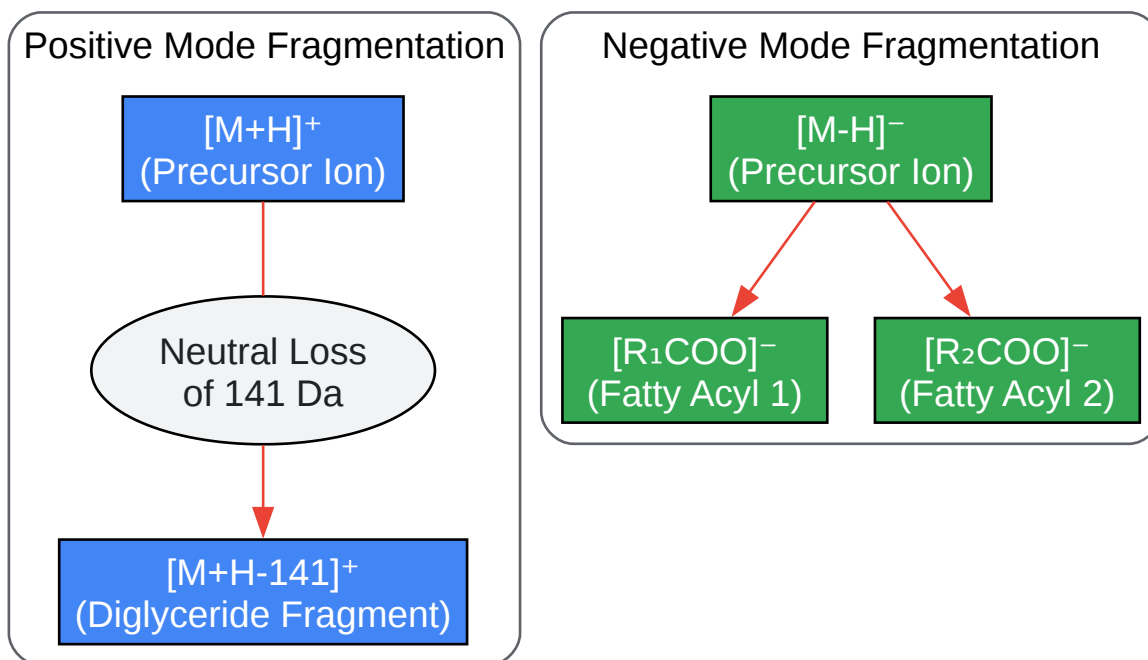 Positive Mode Fragmentation
[M+H]⁺
(Precursor Ion)
Neutral Loss
of 141 Da
[M+H-141]⁺
(Diglyceride Fragment)
Negative Mode Fragmentation
[M-H]⁻
(Precursor Ion)
[R₁COO]⁻
(Fatty Acyl 1)
[R₂COO]⁻
(Fatty Acyl 2)